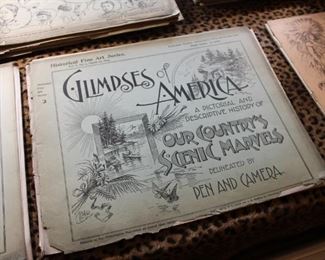 Historical Fine Art Series.
GLIMPSES of
AMERICA
A PICTORIAL AND
DESCRIPTIVE HISTORY OF
OUR COUNTRY'S
SCENIC MARVELS
DELINEATED BY
PEN AND CAMERA